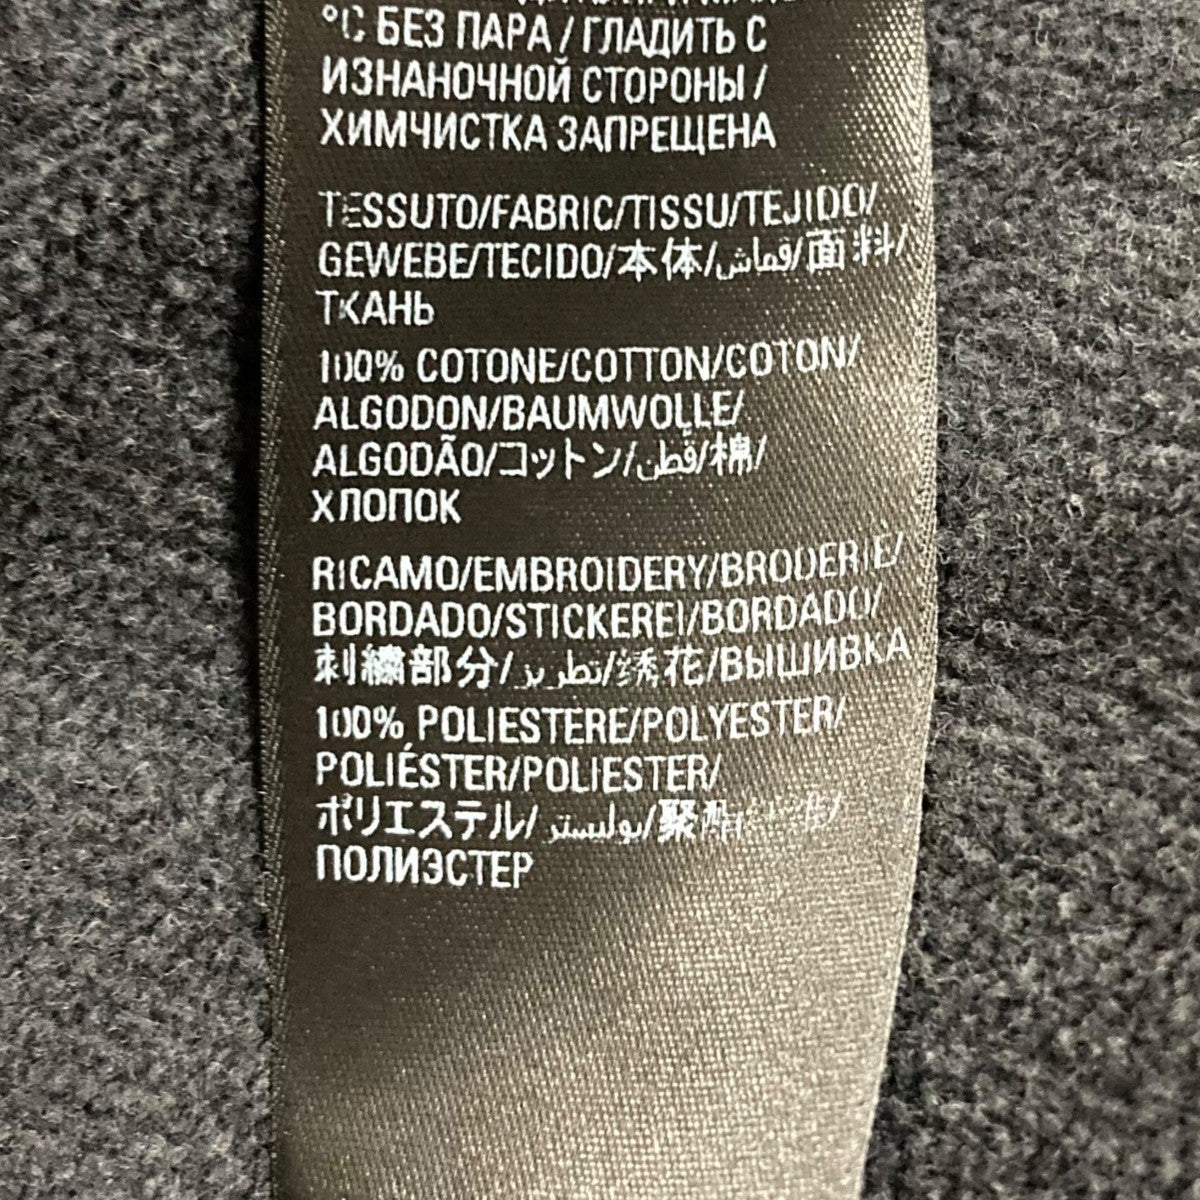 °C БЕЗ ПАРА / ГЛАДИТЬ С
ИЗНАНОЧНОЙ СТОРОНЫ /
ХИМЧИСТКА ЗАПРЕЩЕНА
TESSUTO/FABRIC/TISSU/TEJIDO/
GEWEBE/TECIDO/本体/قماش/面料/
ТКАНЬ
100% COTONE/COTTON/COTON/
ALGODON/BAUMWOLLE/
ALGODÃO/コットン/قطن/棉/
ХЛОПОК
RICAMO/EMBROIDERY/BRODERIE/
BORDADO/STICKEREI/BORDADO/
刺繍部分/تطريز/绣花/ВЫШИВКА
100% POLIESTERE/POLYESTER/
POLIÉSTER/POLIESTER/
ポリエステル/بوليستر/聚酯
ПОЛИЭСТЕР